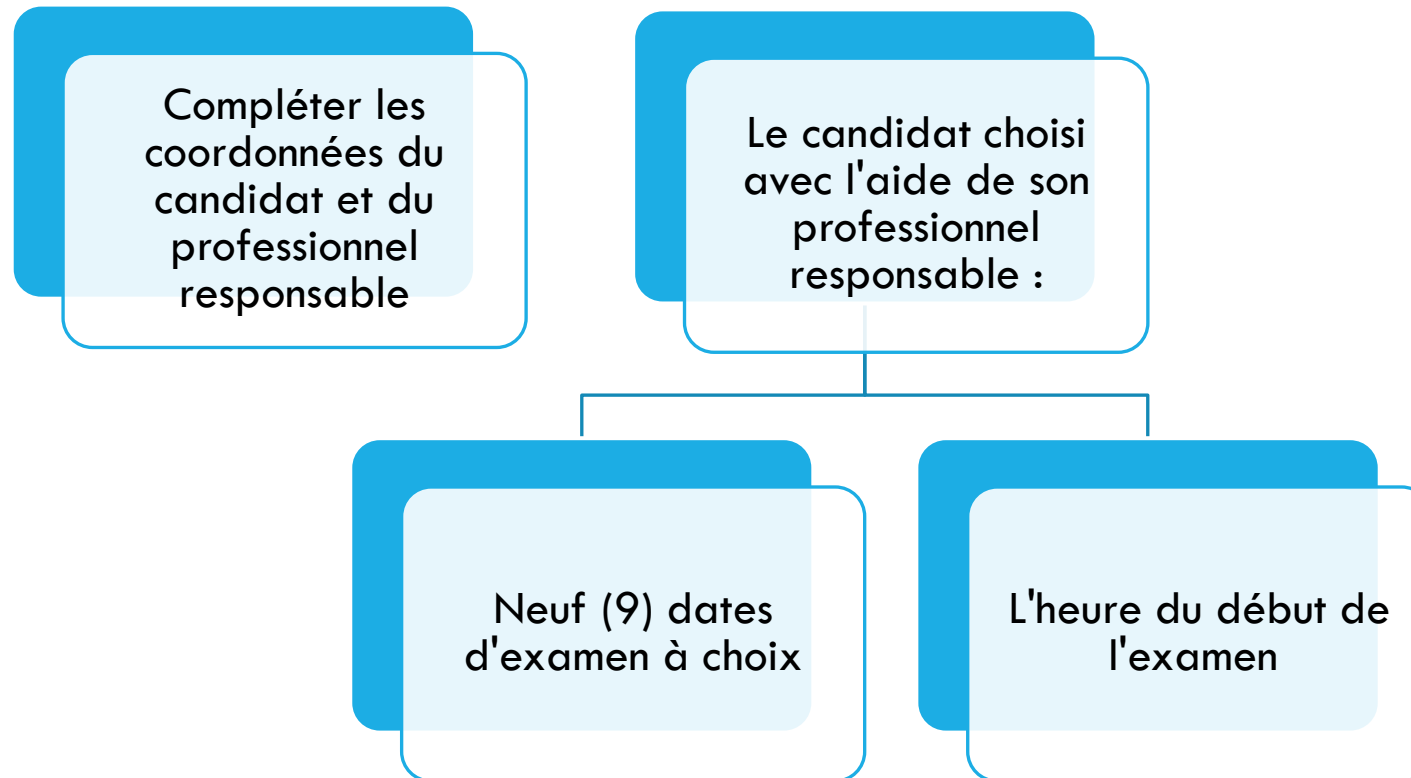 Compléter les
coordonnées du
candidat et du
professionnel
responsable
Le candidat choisi
avec l'aide de son
professionnel
responsable :
Neuf (9) dates
d'examen à choix
L'heure du début de
l'examen